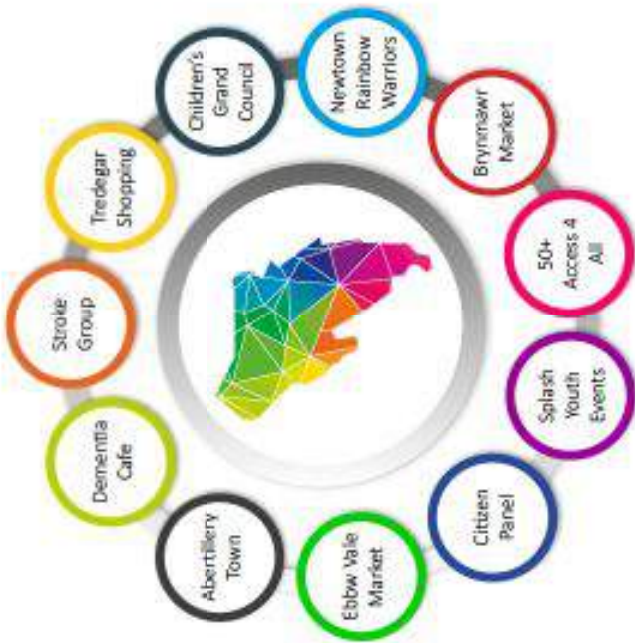 Stroke
Group
Tredegar
Shopping
Children's
Grand
Council
Newtown
Rainbow
Warriors
Brynmawr
Market
50+
Access 4
All
Splash
Youth
Events
Citizen
Panel
Ebbw Vale
Market
Abertillery
Town
Dementia
Cafe